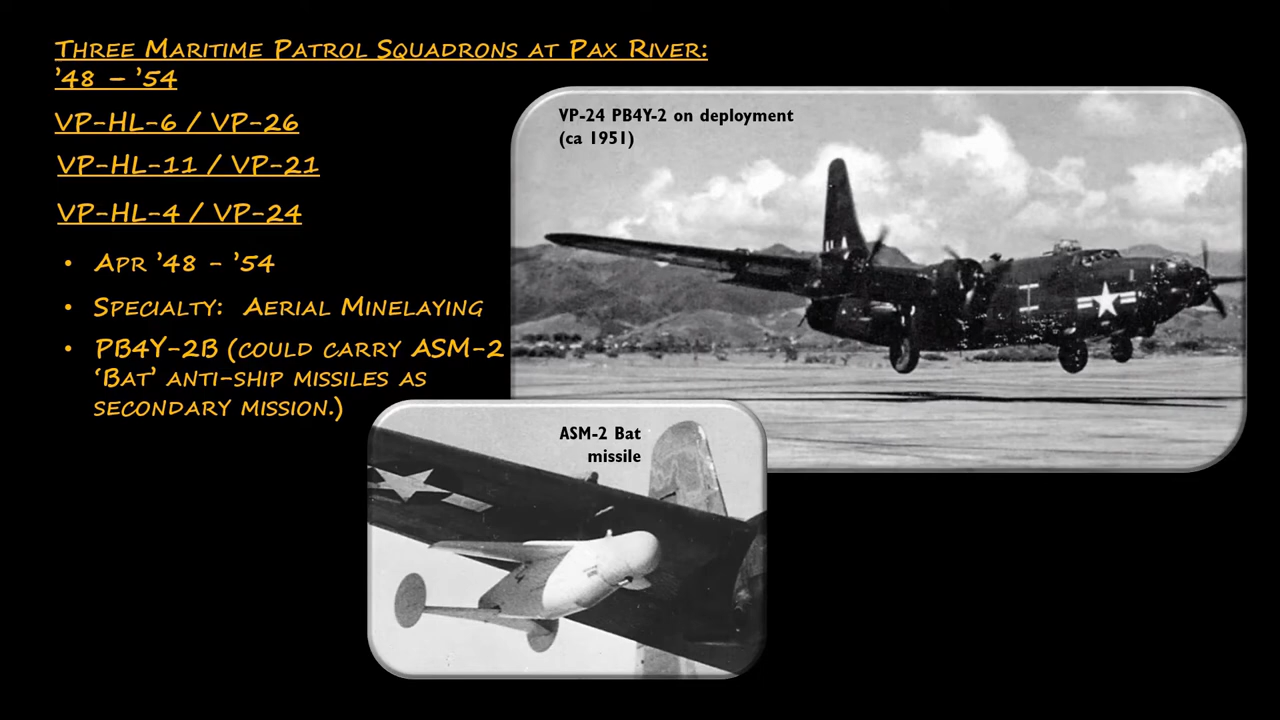 THREE MARITIME PATROL SQUADRONS AT PAX RIVER:
’48 – ’54
VP-HL-6 / VP-26
VP-HL-11 / VP-21
VP-HL-4 / VP-24
• APR ’48 - ’54
• SPECIALTY: AERIAL MINELAYING
• PB4Y-2B (COULD CARRY ASM-2
‘BAT’ ANTI-SHIP MISSILES AS
SECONDARY MISSION.)
VP-24 PB4Y-2 on deployment
(ca 1951)
ASM-2 Bat
missile